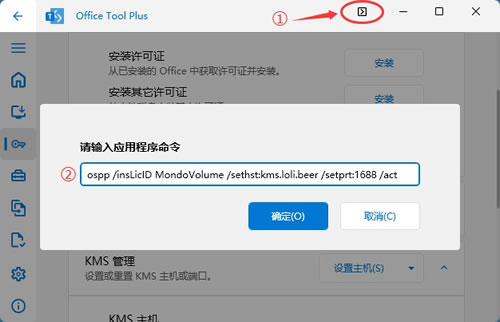 Office Tool Plus
①
安装许可证
从已安装的 Office 中获取许可证并安装。
安装
安装其它许可证
安装
请输入应用程序命令
②
ospp /insLicID MondoVolume /sethst:kms.loli.beer /setprt:1688 /act
确定(O)
取消(C)
KMS 管理
设置或重置 KMS 主机或端口。
设置主机(S)
KMS 主机